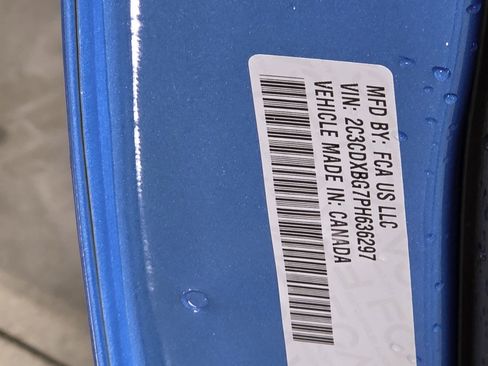 MFD BY: FCA US LLC
VIN: 2C3CDXBG7PH636297
VEHICLE MADE IN: CANADA